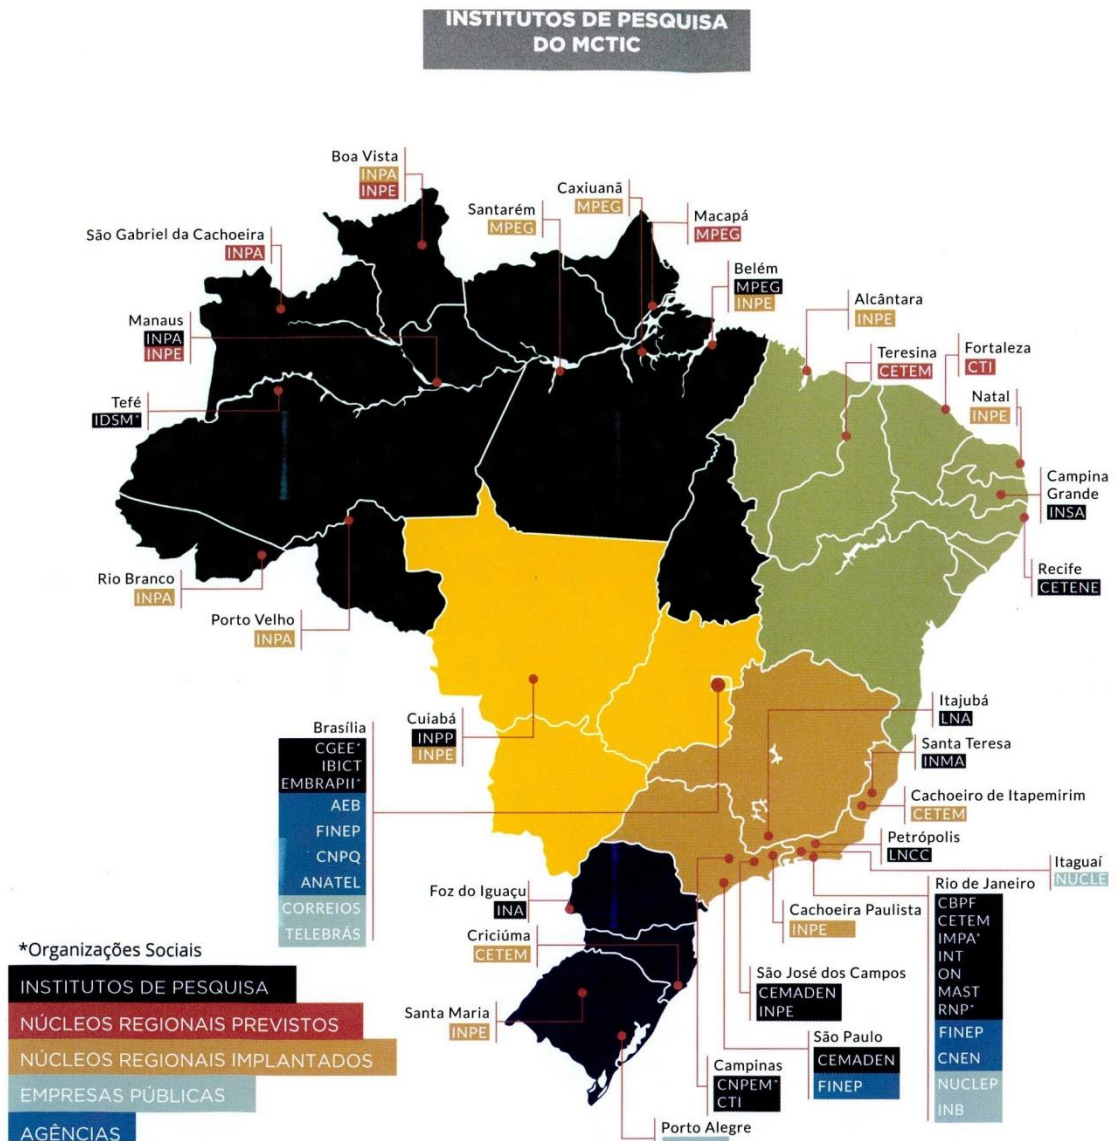 INSTITUTOS DE PESQUISA
DO MCTIC
Boa Vista
INPA
INPE
Caxiuanã
MPEG
Santarém
MPEG
Macapá
MPEG
São Gabriel da Cachoeira
INPA
Belém
MPEG
INPE
Alcântara
INPE
Manaus
INPA
INPE
Teresina
CETEM
Fortaleza
CTI
Natal
INPE
Tefé
IDSM*
Campina
Grande
INSA
Recife
CETENE
Rio Branco
INPA
Porto Velho
INPA
Cuiabá
INPP
INPE
Brasília
CGEE*
IBICT
EMBRAPII*
AEB
FINEP
CNPQ
ANATEL
CORREIOS
TELEBRÁS
Itajubá
LNA
Santa Teresa
INMA
Cachoeiro de Itapemirim
CETEM
Petrópolis
LNCC
Itaguaí
NUCLE
Foz do Iguaçu
INA
Cachoeira Paulista
INPE
Rio de Janeiro
CBPF
CETEM
IMPA*
INT
ON
MAST
RNP*
FINEP
CNEN
NUCLEP
INB
Criciúma
CETEM
São José dos Campos
CEMADEN
INPE
Santa Maria
INPE
São Paulo
CEMADEN
FINEP
Campinas
CNPEM*
CTI
Porto Alegre
*Organizações Sociais
INSTITUTOS DE PESQUISA
NÚCLEOS REGIONAIS PREVISTOS
NÚCLEOS REGIONAIS IMPLANTADOS
EMPRESAS PÚBLICAS
AGÊNCIAS